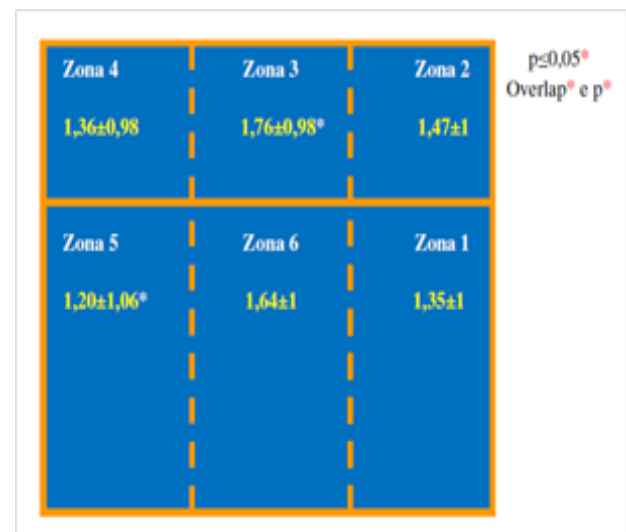 Zona 4 Zona 3 Zona 2
1,36±0,98 1,76±0,98* 1,47±1
Zona 5 Zona 6 Zona 1
1,20±1,06* 1,64±1 1,35±1
p≤0,05*
Overlap* e p*